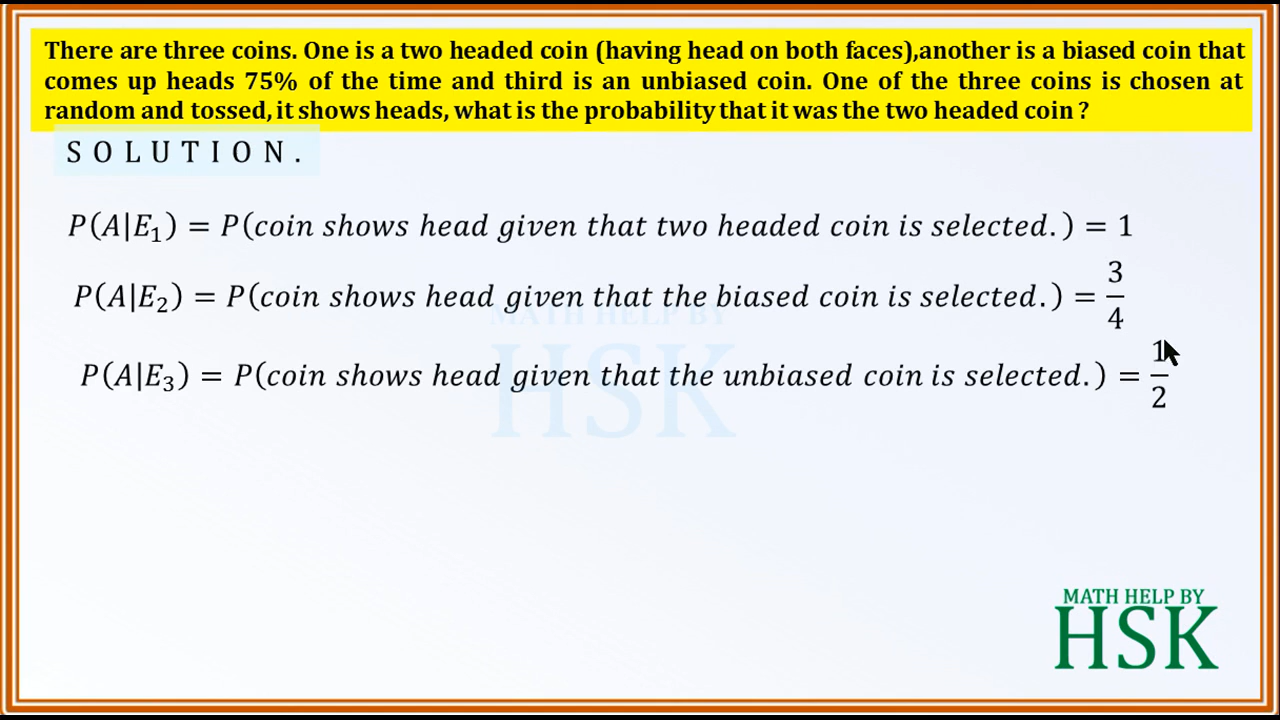 There are three coins. One is a two headed coin (having head on both faces),another is a biased coin that
comes up heads 75% of the time and third is an unbiased coin. One of the three coins is chosen at
random and tossed, it shows heads, what is the probability that it was the two headed coin ?
SOLUTION.
P(A|E₁) = P(coin shows head given that two headed coin is selected.) = 1
P(A|E₂) = P(coin shows head given that the biased coin is selected.) = 3/4
P(A|E₃) = P(coin shows head given that the unbiased coin is selected.) = 1/2
MATH HELP BY
HSK
MATH HELP BY
HSK